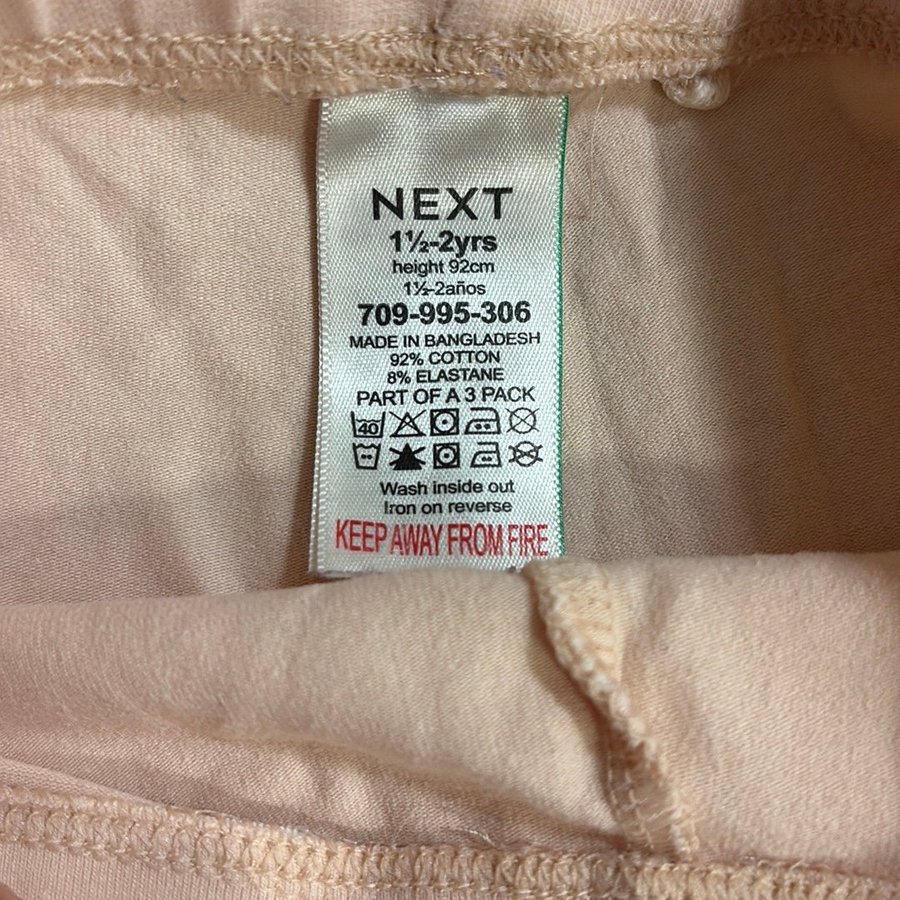 NEXT
1½-2yrs
height 92cm
1½-2años
709-995-306
MADE IN BANGLADESH
92% COTTON
8% ELASTANE
PART OF A 3 PACK
40
Wash inside out
Iron on reverse
KEEP AWAY FROM FIRE